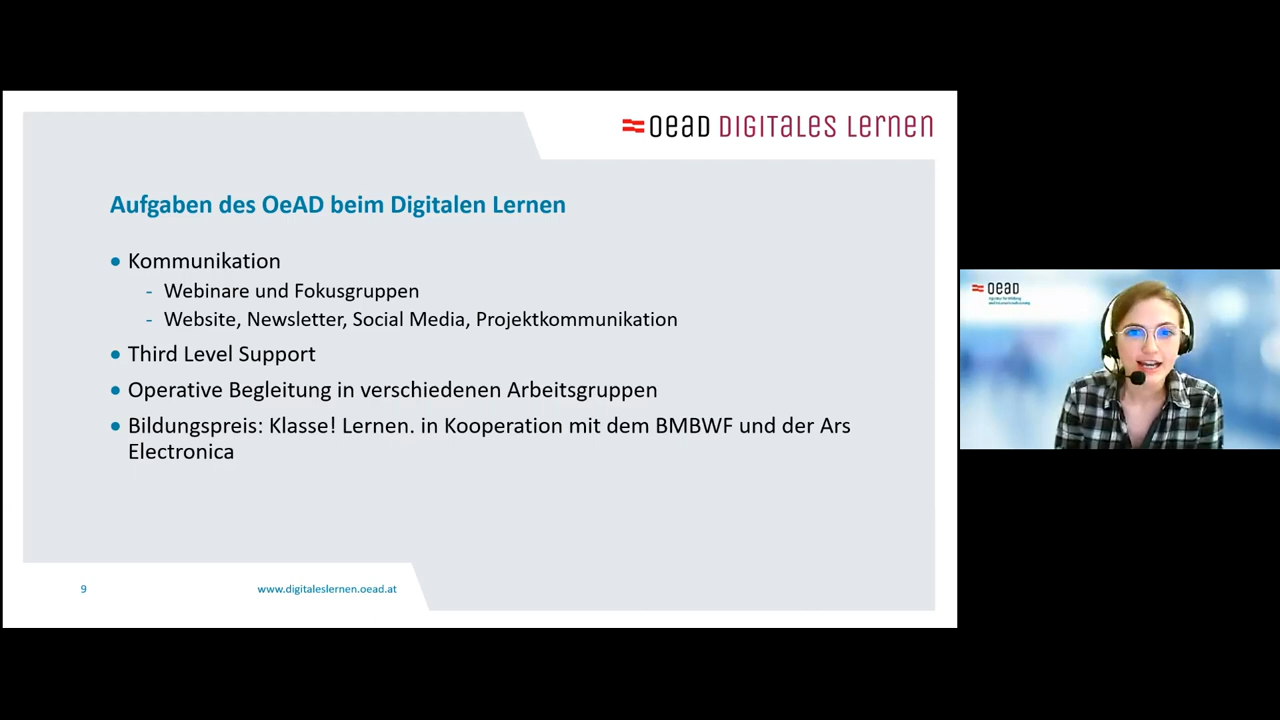 oead DIGITALES Lernen
Aufgaben des OeAD beim Digitalen Lernen
• Kommunikation
- Webinare und Fokusgruppen
- Website, Newsletter, Social Media, Projektkommunikation
• Third Level Support
• Operative Begleitung in verschiedenen Arbeitsgruppen
• Bildungspreis: Klasse! Lernen. in Kooperation mit dem BMBWF und der Ars
Electronica
9
www.digitaleslernen.oead.at
oead